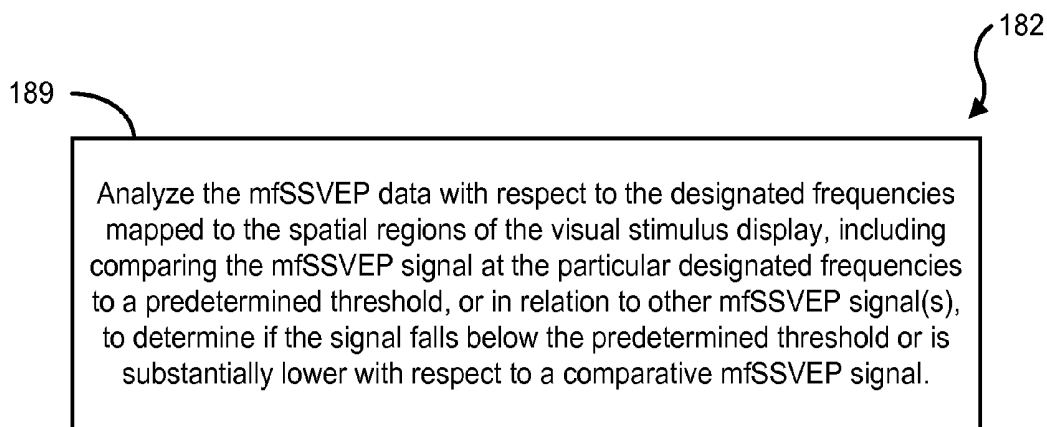 182
189
Analyze the mfSSVEP data with respect to the designated frequencies
mapped to the spatial regions of the visual stimulus display, including
comparing the mfSSVEP signal at the particular designated frequencies
to a predetermined threshold, or in relation to other mfSSVEP signal(s),
to determine if the signal falls below the predetermined threshold or is
substantially lower with respect to a comparative mfSSVEP signal.